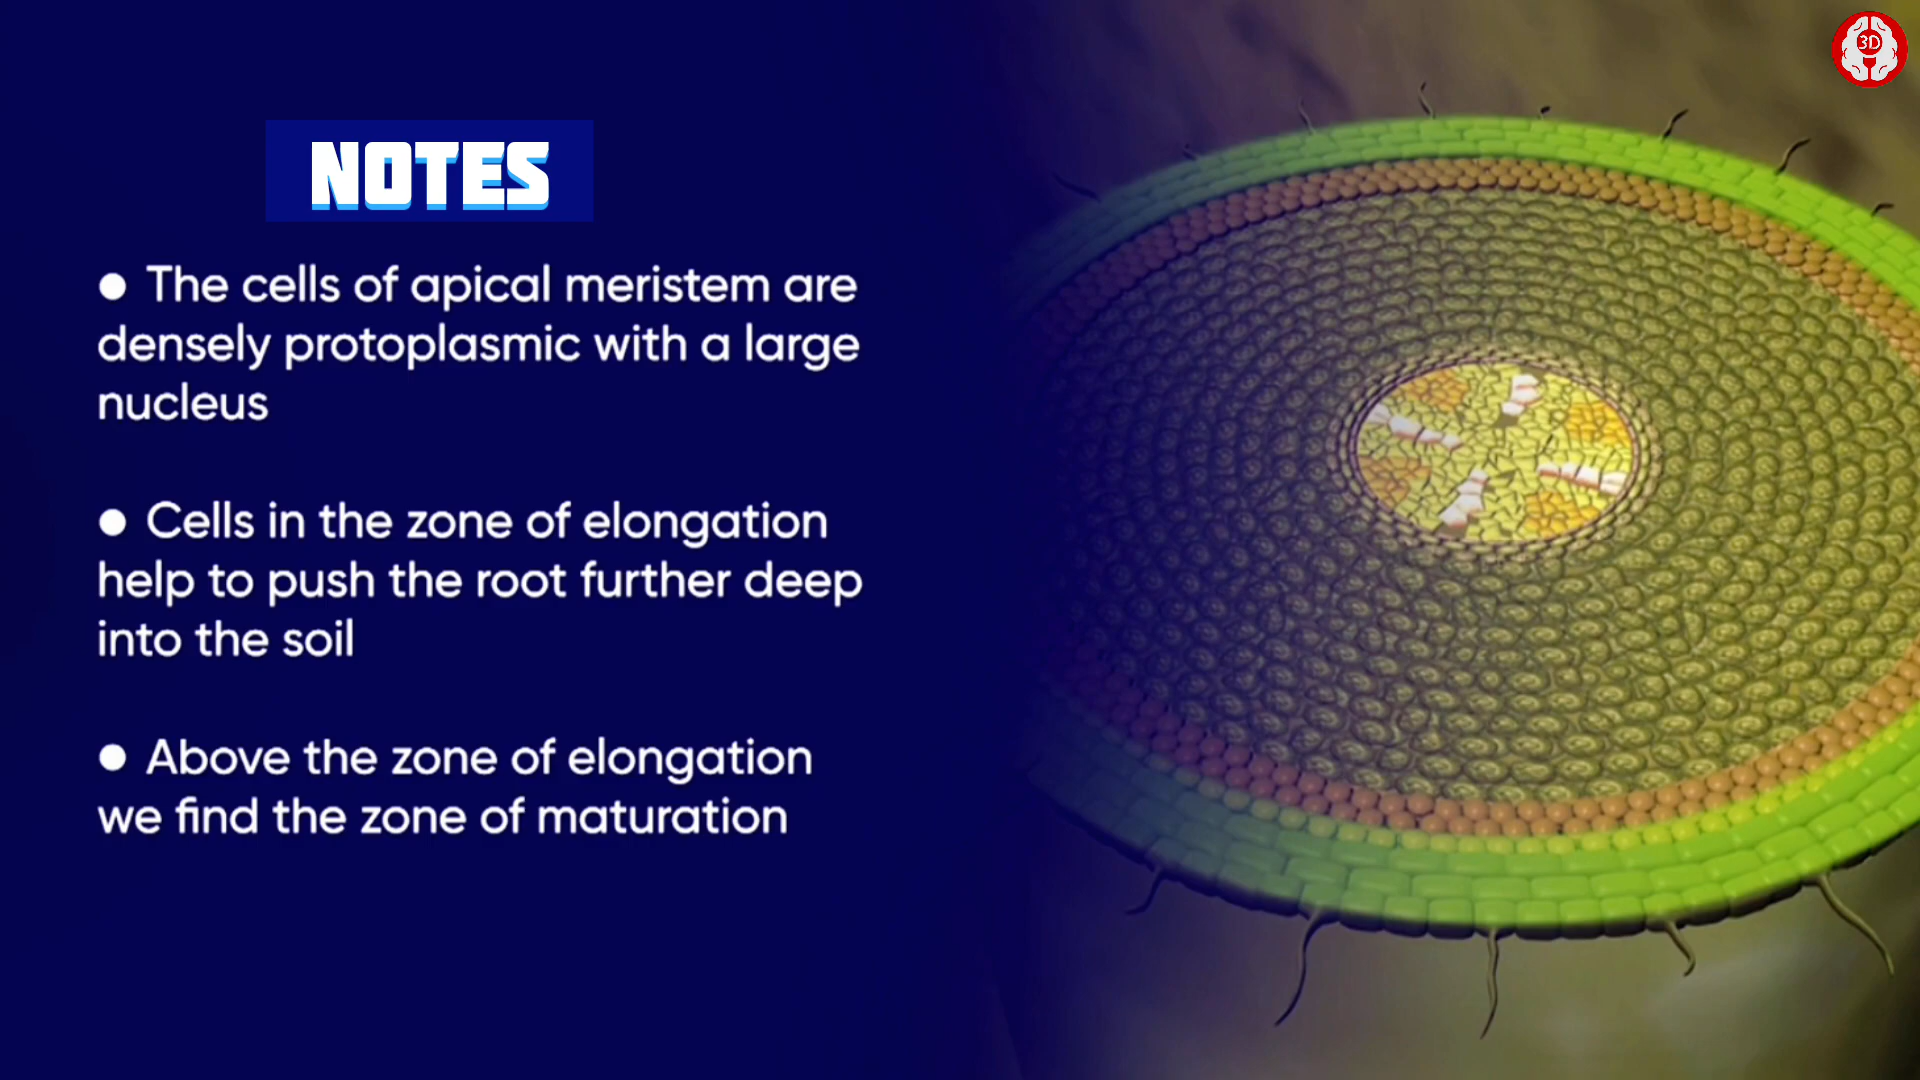 3D
NOTES
● The cells of apical meristem are
densely protoplasmic with a large
nucleus
● Cells in the zone of elongation
help to push the root further deep
into the soil
● Above the zone of elongation
we find the zone of maturation